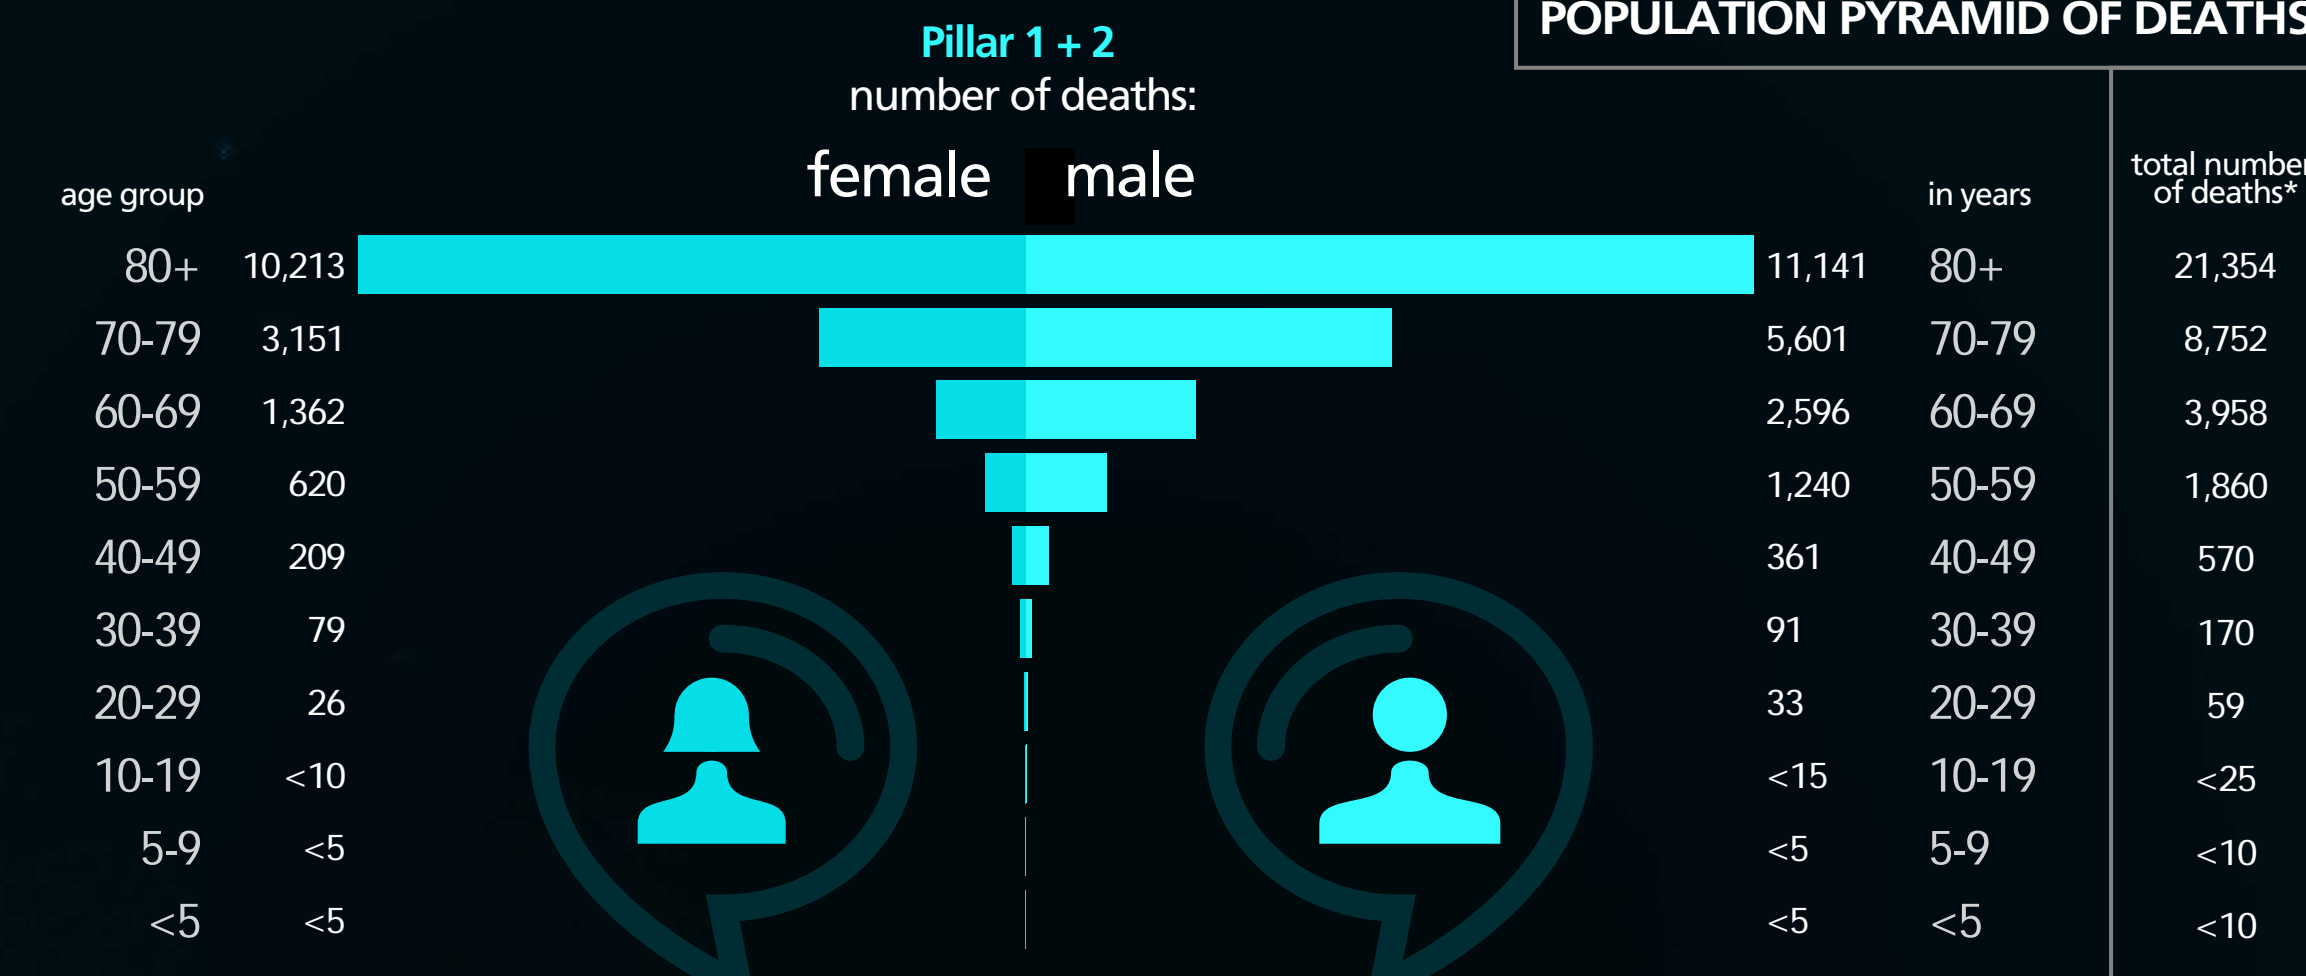 POPULATION PYRAMID OF DEATHS
Pillar 1 + 2
number of deaths:
female male
age group in years total number of deaths*
80+ 10,213 11,141 80+ 21,354
70-79 3,151 5,601 70-79 8,752
60-69 1,362 2,596 60-69 3,958
50-59 620 1,240 50-59 1,860
40-49 209 361 40-49 570
30-39 79 91 30-39 170
20-29 26 33 20-29 59
10-19 <10 <15 10-19 <25
5-9 <5 <5 5-9 <10
<5 <5 <5 <5 <10